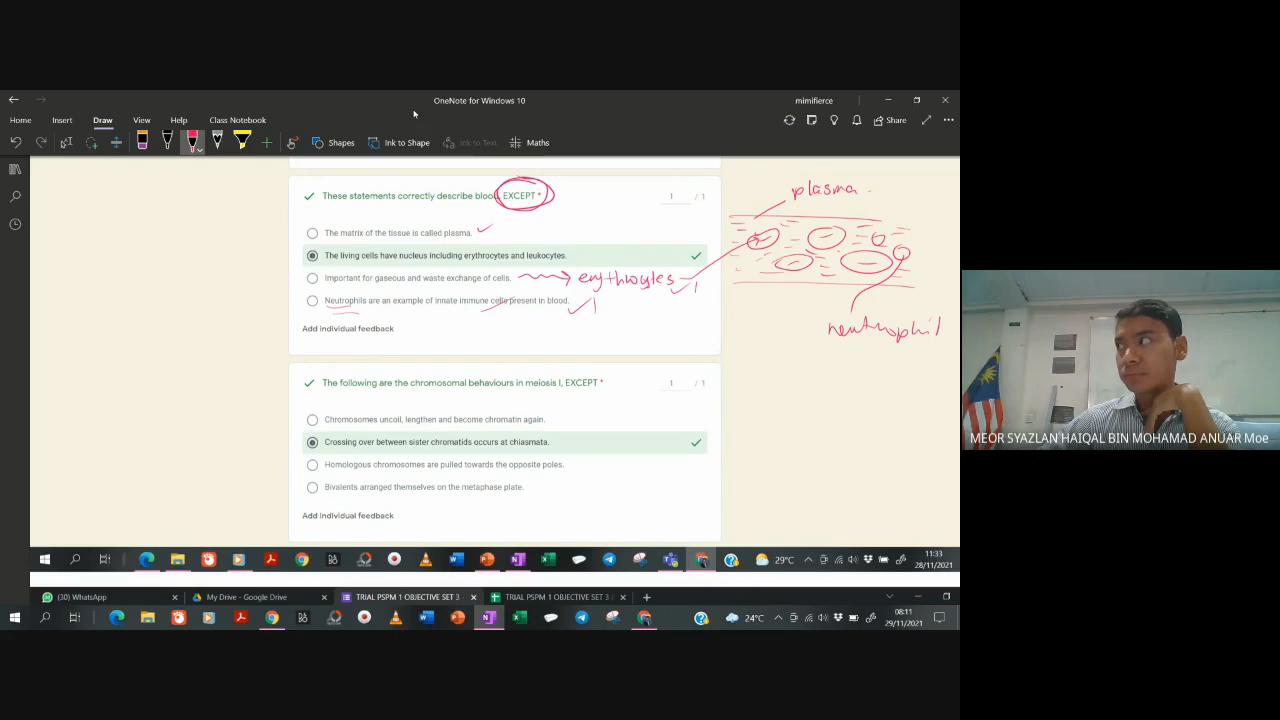 OneNote for Windows 10
mimifierce
Home Insert Draw View Help Class Notebook
Share
Shapes
Ink to Shape
Ink to Text
Maths
These statements correctly describe blood, EXCEPT *
1 / 1
The matrix of the tissue is called plasma.
The living cells have nucleus including erythrocytes and leukocytes.
Important for gaseous and waste exchange of cells.
erythrocytes
Neutrophils are an example of innate immune cells present in blood.
Add individual feedback
plasma
neutrophil
The following are the chromosomal behaviours in meiosis I, EXCEPT *
1 / 1
Chromosomes uncoil, lengthen and become chromatin again.
Crossing over between sister chromatids occurs at chiasmata.
Homologous chromosomes are pulled towards the opposite poles.
Bivalents arranged themselves on the metaphase plate.
Add individual feedback
MEOR SYAZLAN HAIQAL BIN MOHAMAD ANUAR Moe
29°C
11:33
28/11/2021
(30) WhatsApp
My Drive - Google Drive
TRIAL PSPM 1 OBJECTIVE SET 3 -
TRIAL PSPM 1 OBJECTIVE SET 3
24°C
08:11
29/11/2021